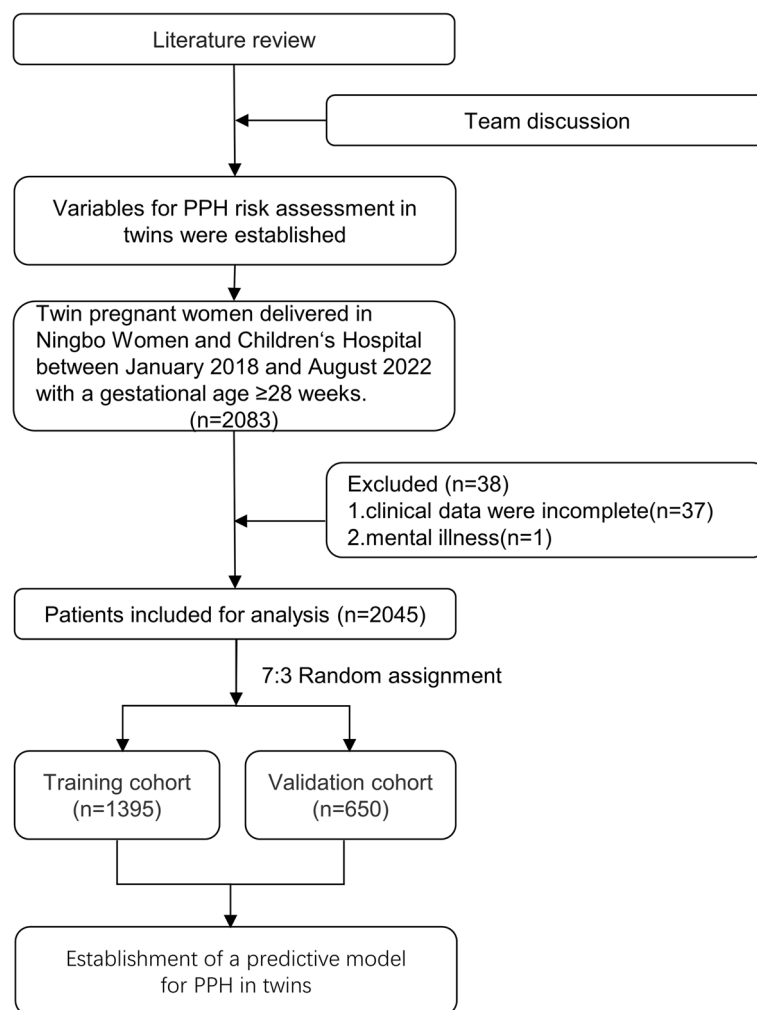 Literature review
Team discussion
Variables for PPH risk assessment in
twins were established
Twin pregnant women delivered in
Ningbo Women and Children‘s Hospital
between January 2018 and August 2022
with a gestational age ≥28 weeks.
(n=2083)
Excluded (n=38)
1.clinical data were incomplete(n=37)
2.mental illness(n=1)
Patients included for analysis (n=2045)
7:3 Random assignment
Training cohort
(n=1395)
Validation cohort
(n=650)
Establishment of a predictive model
for PPH in twins